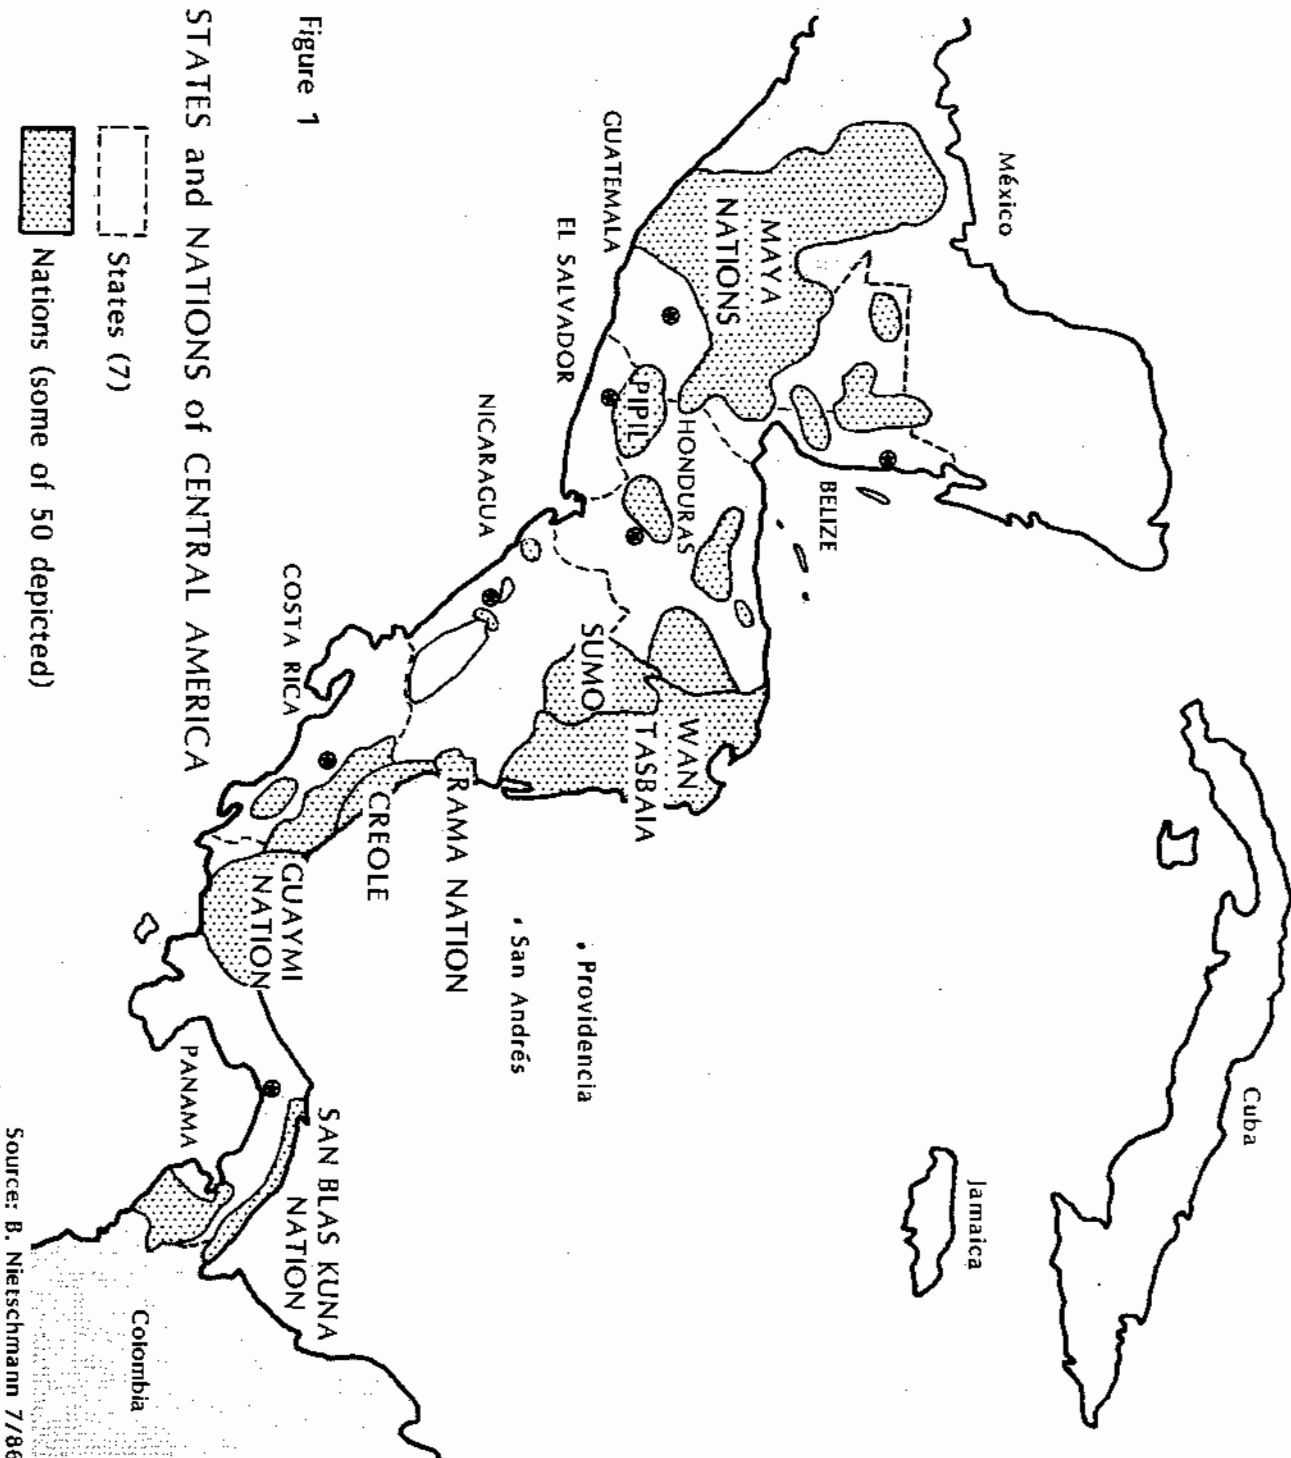 México
Cuba
Jamaica
MAYA
NATIONS
BELIZE
GUATEMALA
HONDURAS
PIPIL
EL SALVADOR
WAN
TASBAIA
SUMO
NICARAGUA
Providencia
San Andrés
RAMA NATION
CREOLE
COSTA RICA
GUAYMI
NATION
SAN BLAS KUNA
NATION
PANAMA
Colombia
Figure 1
STATES and NATIONS of CENTRAL AMERICA
States (7)
Nations (some of 50 depicted)
Source: B. Nietschmann 7/86